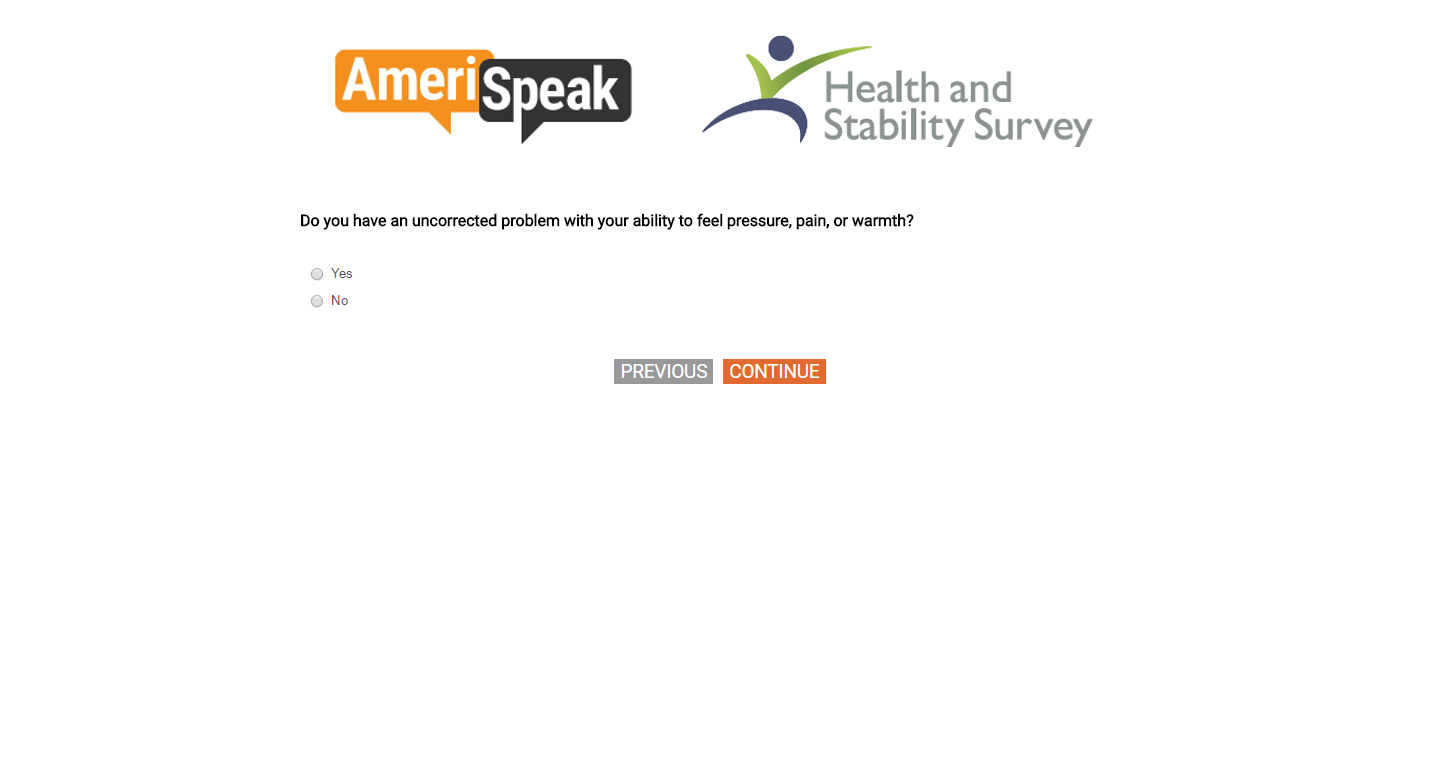 AmeriSpeak
Health and
Stability Survey
Do you have an uncorrected problem with your ability to feel pressure, pain, or warmth?
Yes
No
PREVIOUS CONTINUE